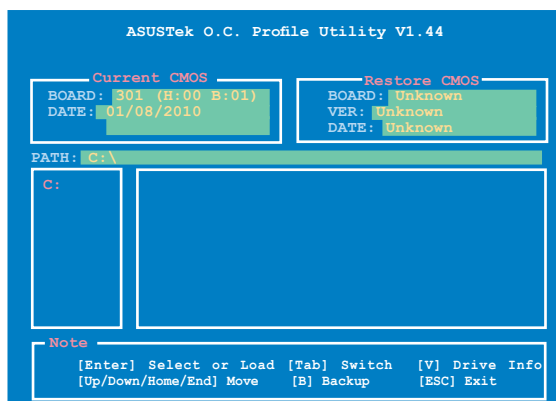 ASUSTek O.C. Profile Utility V1.44
Current CMOS
BOARD: 301 (H:00 B:01)
DATE: 01/08/2010
Restore CMOS
BOARD: Unknown
VER: Unknown
DATE: Unknown
PATH: C:\
C:
Note
[Enter] Select or Load [Tab] Switch [V] Drive Info
[Up/Down/Home/End] Move [B] Backup [ESC] Exit